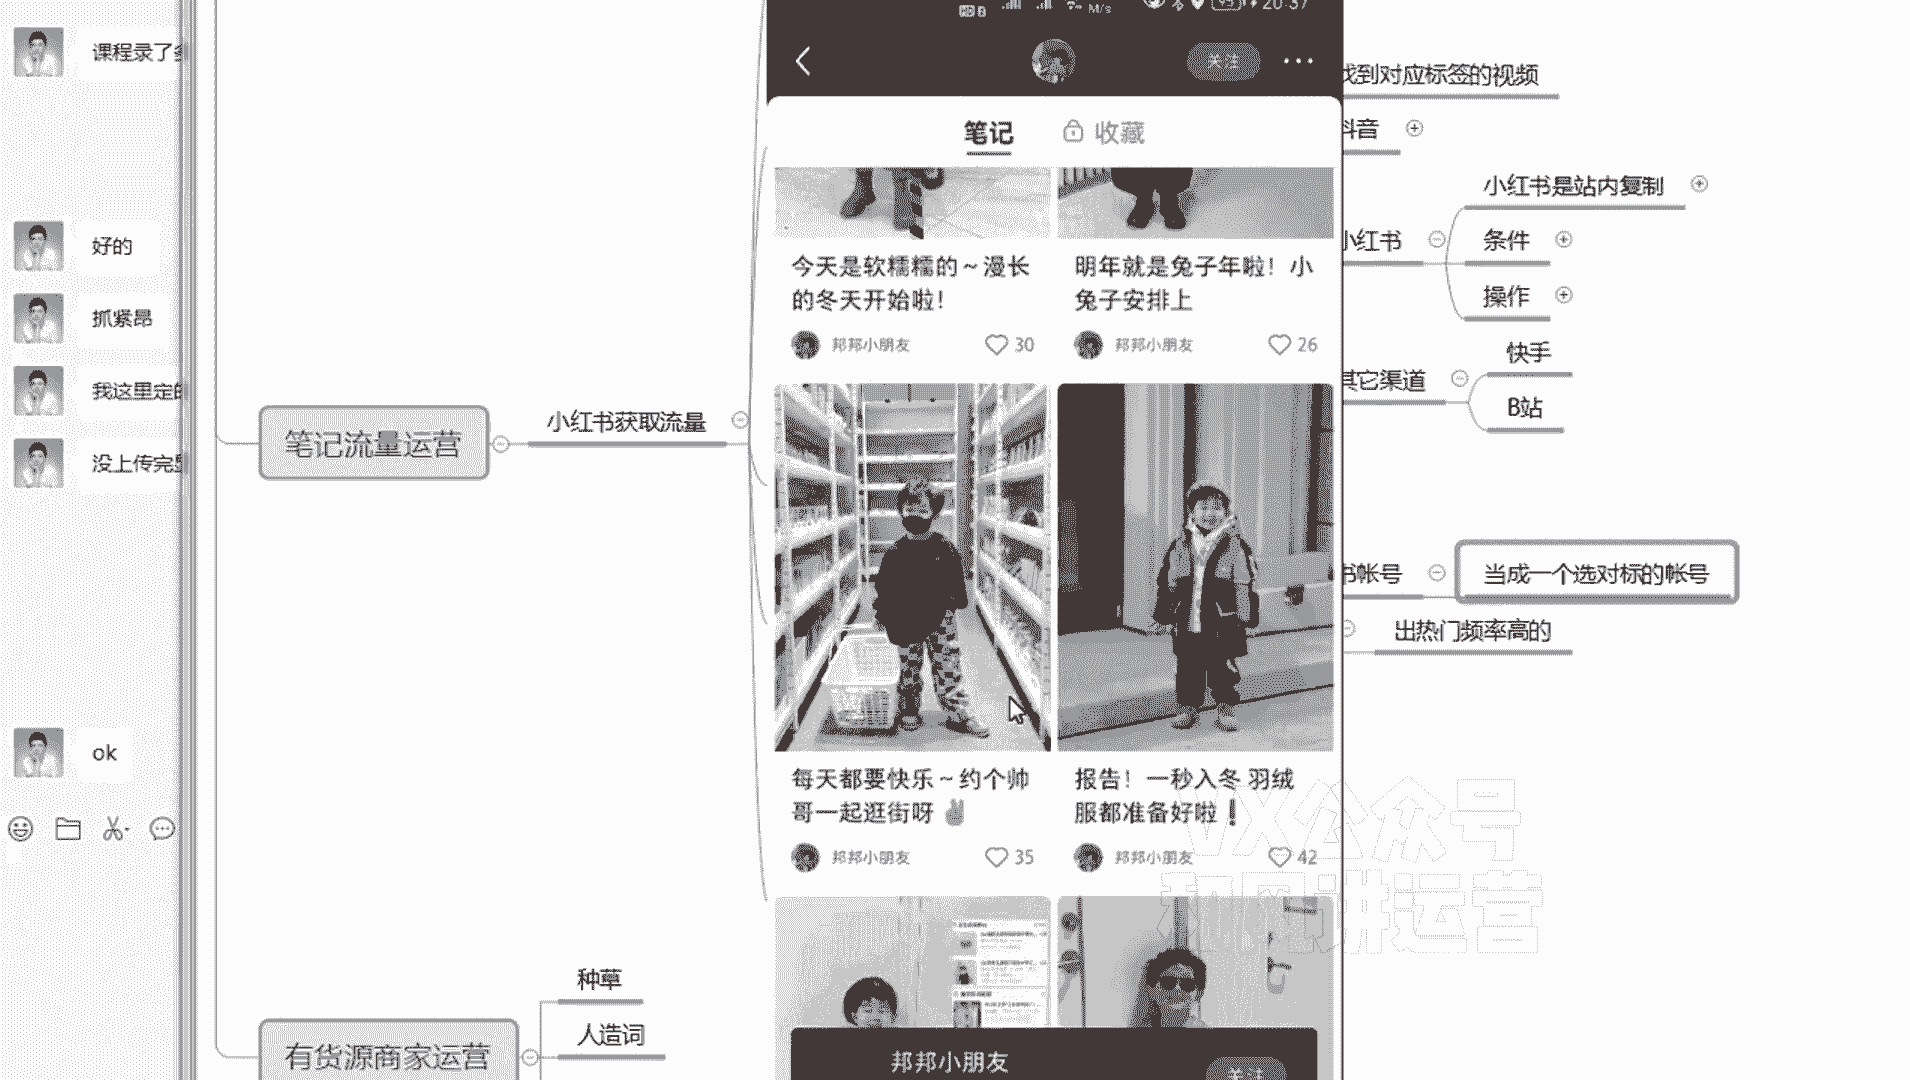 课程录了
好的
抓紧昂
我这里定的
没上传完
ok
笔记流量运营
小红书获取流量
有货源商家运营
种草
人造词
M/s
20:37
关注
笔记
收藏
今天是软糯糯的~漫长
的冬天开始啦！
邦邦小朋友
30
明年就是兔子年啦！小
兔子安排上
邦邦小朋友
26
每天都要快乐~约个帅
哥一起逛街呀✌
邦邦小朋友
35
报告！一秒入冬 羽绒
服都准备好啦❗
邦邦小朋友
42
邦邦小朋友
关注
找到对应标签的视频
抖音
小红书
小红书是站内复制
条件
操作
其它渠道
快手
B站
书帐号
当成一个选对标的帐号
出热门频率高的
VX公众号
和网讲运营